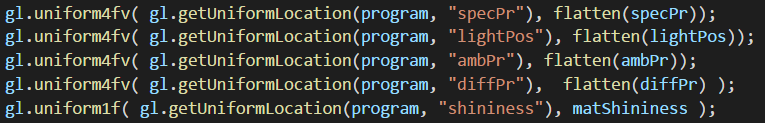 gl.uniform4fv( gl.getUniformLocation(program, "specPr"), flatten(specPr));
gl.uniform4fv( gl.getUniformLocation(program, "lightPos"), flatten(lightPos));
gl.uniform4fv( gl.getUniformLocation(program, "ambPr"), flatten(ambPr));
gl.uniform4fv( gl.getUniformLocation(program, "diffPr"),  flatten(diffPr) );
gl.uniform1f( gl.getUniformLocation(program, "shininess"), matShininess );